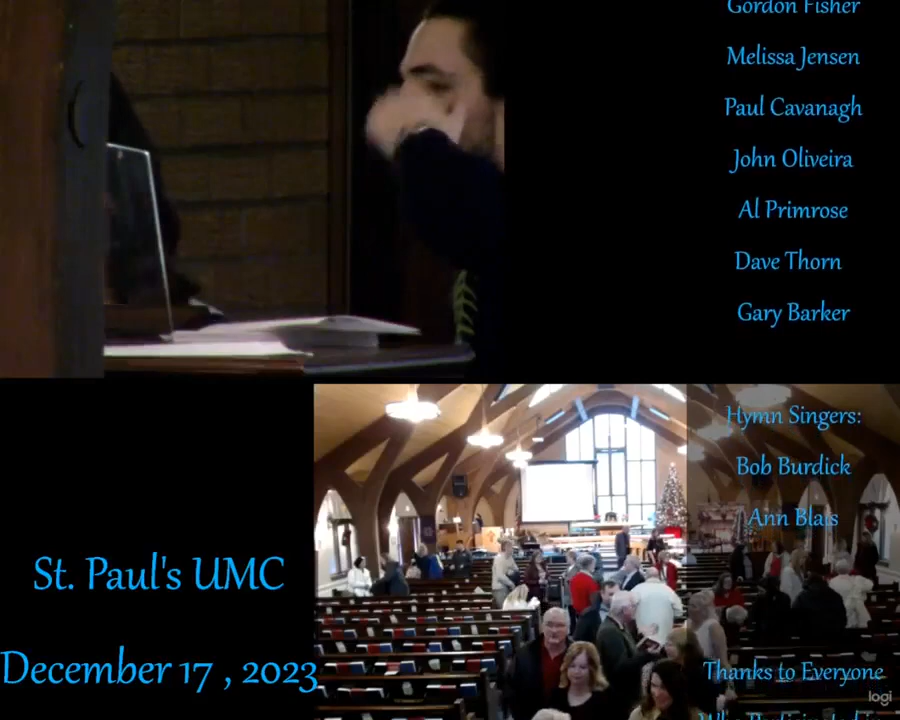 Gordon Fisher
Melissa Jensen
Paul Cavanagh
John Oliveira
Al Primrose
Dave Thorn
Gary Barker
Hymn Singers:
Bob Burdick
Ann Blais
St. Paul's UMC
December 17 , 2023
Thanks to Everyone
logi